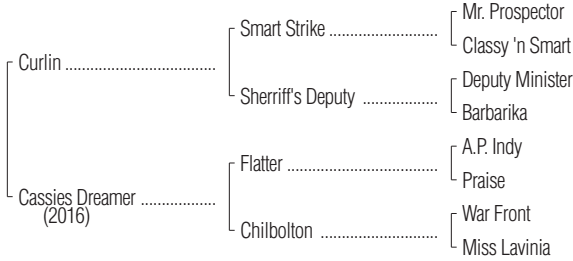 Mr. Prospector
Smart Strike ..............................
Classy 'n Smart
Curlin ..........................................
Deputy Minister
Sherriff's Deputy .....................
Barbarika
A.P. Indy
Flatter ..........................................
Praise
Cassies Dreamer .....................
(2016)
War Front
Chilbolton .................................
Miss Lavinia